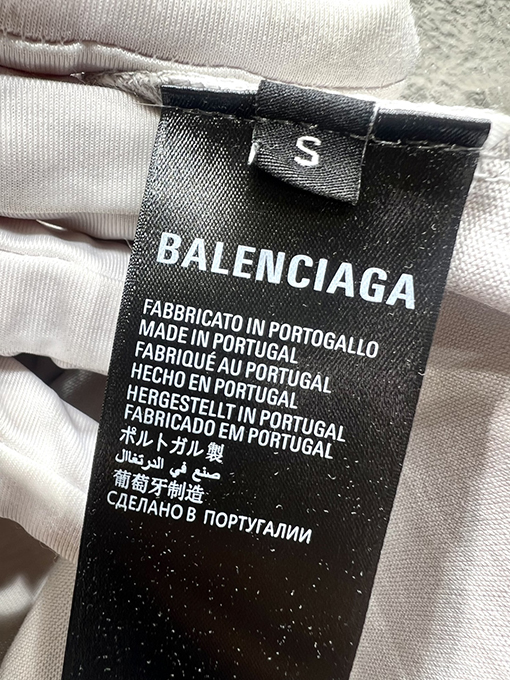 S
BALENCIAGA
FABBRICATO IN PORTOGALLO
MADE IN PORTUGAL
FABRIQUÉ AU PORTUGAL
HECHO EN PORTUGAL
HERGESTELLT IN PORTUGAL
FABRICADO EM PORTUGAL
ポルトガル製
صنع في الدرتغاال
葡萄牙制造
СДЕЛАНО В ПОРТУГАЛИИ